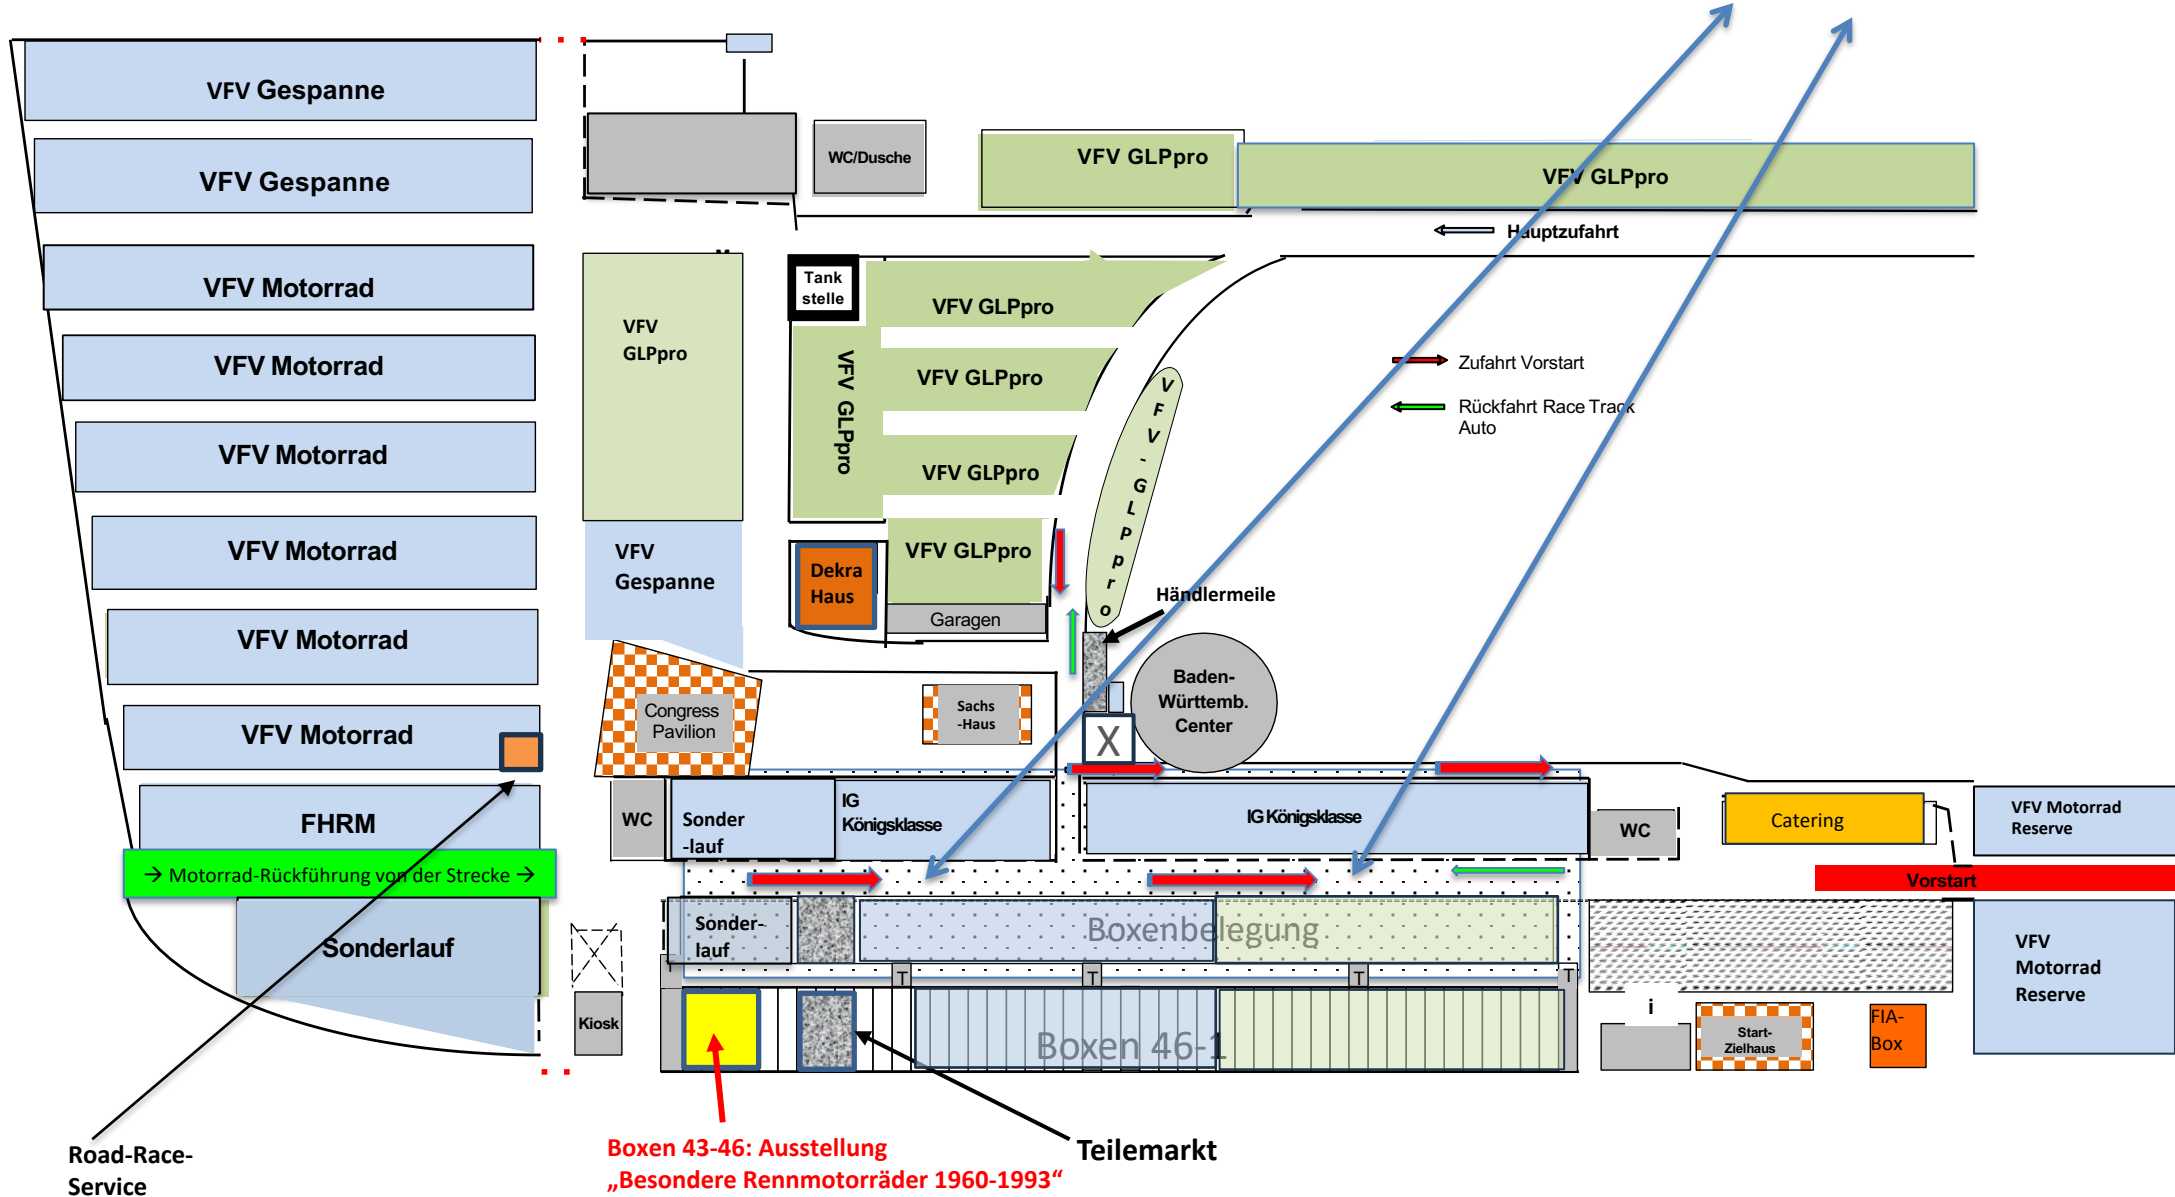 VFV Gespanne
VFV Gespanne
VFV Motorrad
VFV Motorrad
VFV Motorrad
VFV Motorrad
VFV Motorrad
VFV Motorrad
FHRM
→ Motorrad-Rückführung von der Strecke →
Sonderlauf
Road-Race-
Service
WC/Dusche
VFV GLPpro
VFV GLPpro
Hauptzufahrt
VFV
GLPpro
VFV
Gespanne
Tank
stelle
VFV GLPpro
VFV GLPpro
VFV GLPpro
VFV GLPpro
VFV GLPpro
VFV-GLPpro
Zufahrt Vorstart
Rückfahrt Race Track
Auto
Dekra
Haus
Garagen
Händlermeile
Congress
Pavilion
Sachs
-Haus
X
Baden-
Württemb.
Center
WC
Sonder
-lauf
IG
Königsklasse
IG Königsklasse
WC
Catering
VFV Motorrad
Reserve
Vorstart
Sonder-
lauf
Boxenbelegung
T
T
T
T
T
Kiosk
Boxen 46-1
i
Start-
Zielhaus
FIA-
Box
VFV
Motorrad
Reserve
Boxen 43-46: Ausstellung
„Besondere Rennmotorräder 1960-1993“
Teilemarkt